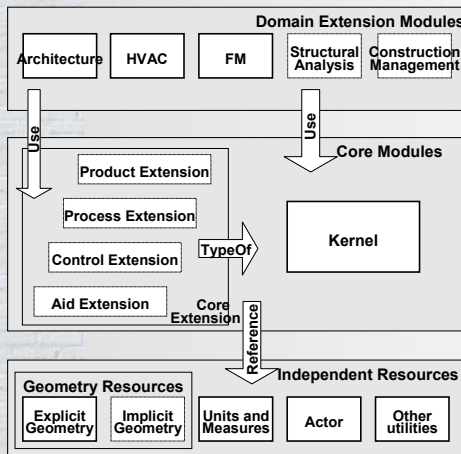 Domain Extension Modules
Architecture
HVAC
FM
Structural
Analysis
Construction
Management
Use
Use
Core Modules
Product Extension
Process Extension
Control Extension
Aid Extension
Core
Extension
TypeOf
Kernel
Reference
Independent Resources
Geometry Resources
Explicit
Geometry
Implicit
Geometry
Units and
Measures
Actor
Other
utilities